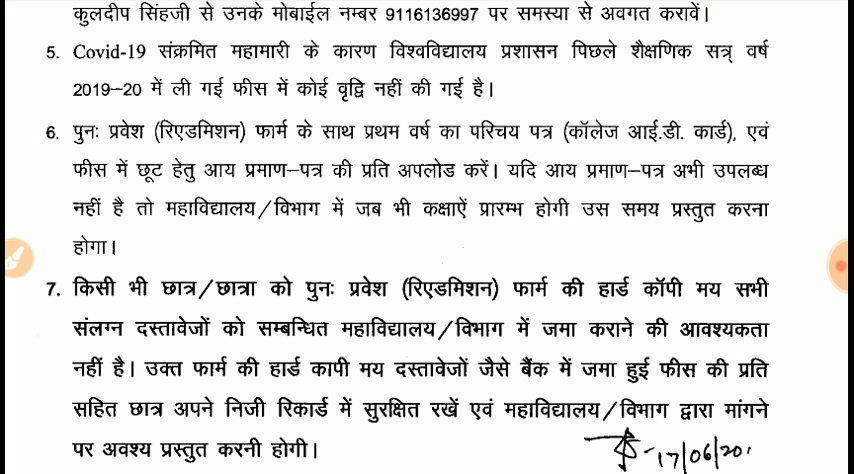 कुलदीप सिंहजी से उनके मोबाईल नम्बर 9116136997 पर समस्या से अवगत करावें।
5. Covid-19 संक्रमित महामारी के कारण विश्वविद्यालय प्रशासन पिछले शैक्षणिक सत्र् वर्ष
2019–20 में ली गई फीस में कोई वृद्वि नहीं की गई है।
6. पुनः प्रवेश (रिएडमिशन) फार्म के साथ प्रथम वर्ष का परिचय पत्र (कॉलेज आई.डी. कार्ड), एवं
फीस में छूट हेतु आय प्रमाण–पत्र की प्रति अपलोड करें। यदि आय प्रमाण–पत्र अभी उपलब्ध
नहीं है तो महाविद्यालय/विभाग में जब भी कक्षाऐं प्रारम्भ होगी उस समय प्रस्तुत करना
होगा।
7. किसी भी छात्र/छात्रा को पुनः प्रवेश (रिएडमिशन) फार्म की हार्ड कॉपी मय सभी
संलग्न दस्तावेजों को सम्बन्धित महाविद्यालय/विभाग में जमा कराने की आवश्यकता
नहीं है। उक्त फार्म की हार्ड कापी मय दस्तावेजों जैसे बैंक में जमा हुई फीस की प्रति
सहित छात्र अपने निजी रिकार्ड में सुरक्षित रखें एवं महाविद्यालय/विभाग द्वारा मांगने
पर अवश्य प्रस्तुत करनी होगी।
17/06/20